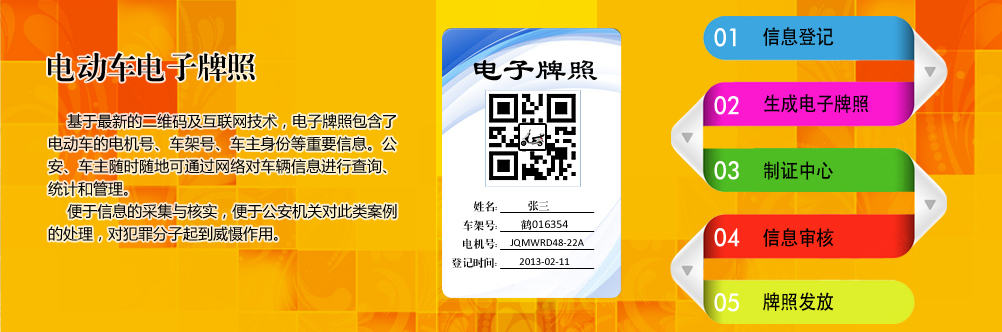 电动车电子牌照
基于最新的二维码及互联网技术，电子牌照包含了
电动车的电机号、车架号、车主身份等重要信息。公
安、车主随时随地可通过网络对车辆信息进行查询、
统计和管理。
便于信息的采集与核实，便于公安机关对此类案例
的处理，对犯罪分子起到威慑作用。
电子牌照
姓名: 张三
车架号: 鹤016354
电机号: JQMWRD48-22A
登记时间: 2013-02-11
01 信息登记
02 生成电子牌照
03 制证中心
04 信息审核
05 牌照发放